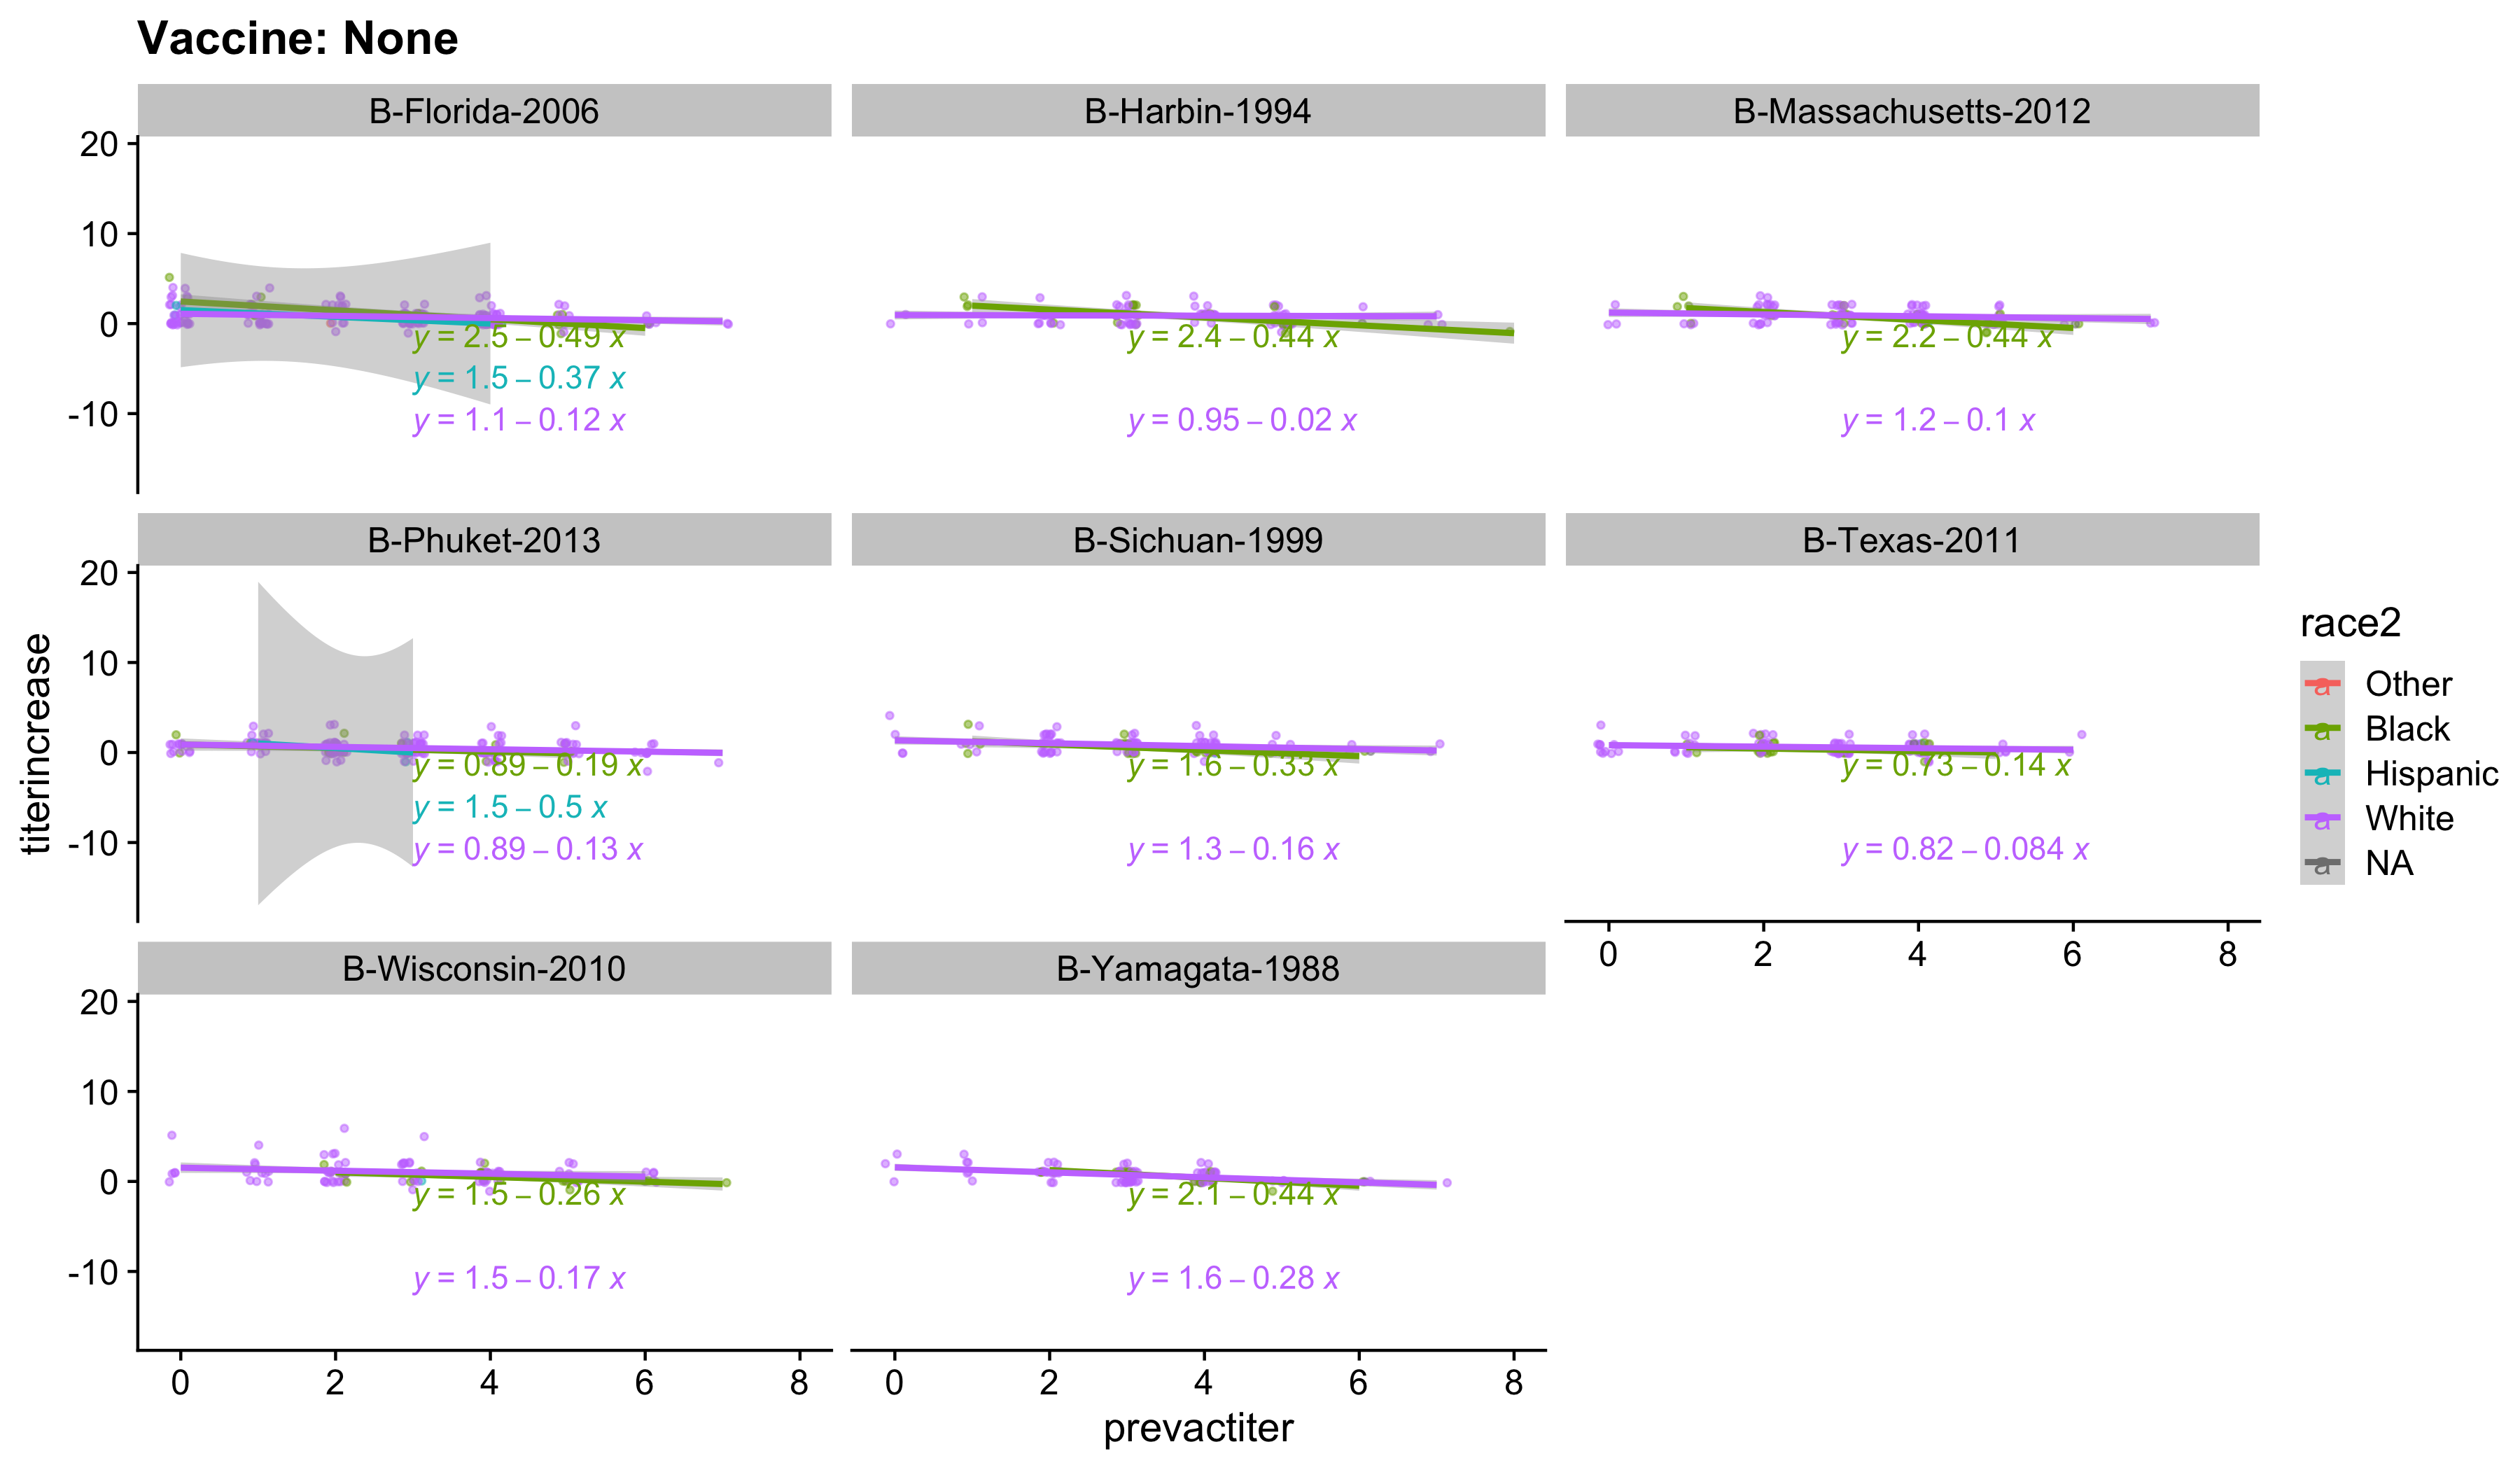 Vaccine: None
B-Florida-2006
B-Harbin-1994
B-Massachusetts-2012
20
10
0
-10
y = 2.5 – 0.49 x
y = 1.5 – 0.37 x
y = 1.1 – 0.12 x
y = 2.4 – 0.44 x
y = 0.95 – 0.02 x
y = 2.2 – 0.44 x
y = 1.2 – 0.1 x
B-Phuket-2013
B-Sichuan-1999
B-Texas-2011
titerincrease
20
10
0
-10
y = 0.89 – 0.19 x
y = 1.5 – 0.5 x
y = 0.89 – 0.13 x
y = 1.6 – 0.33 x
y = 1.3 – 0.16 x
y = 0.73 – 0.14 x
y = 0.82 – 0.084 x
0 2 4 6 8
race2
a Other
a Black
a Hispanic
a White
a NA
B-Wisconsin-2010
B-Yamagata-1988
20
10
0
-10
y = 1.5 – 0.26 x
y = 1.5 – 0.17 x
y = 2.1 – 0.44 x
y = 1.6 – 0.28 x
0 2 4 6 8
0 2 4 6 8
prevactiter